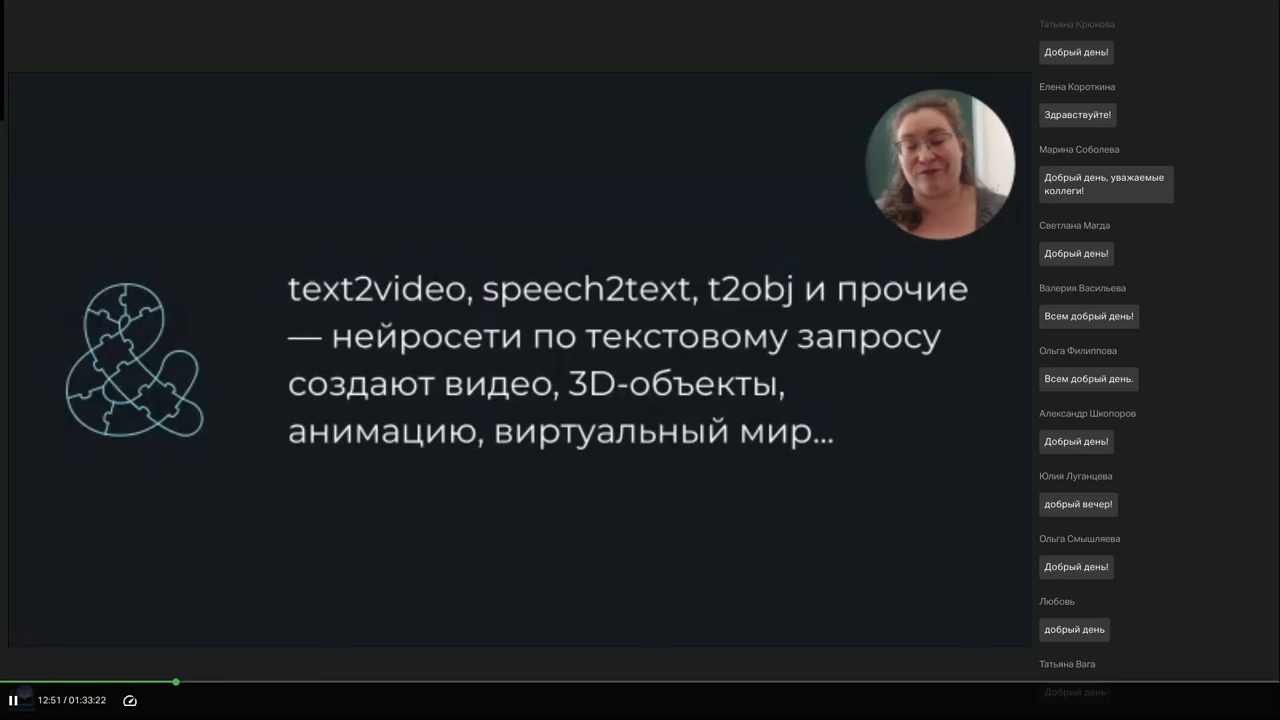 text2video, speech2text, t2obj и прочие
— нейросети по текстовому запросу
создают видео, 3D-объекты,
анимацию, виртуальный мир...
Татьяна Крюкова
Добрый день!
Елена Короткина
Здравствуйте!
Марина Соболева
Добрый день, уважаемые
коллеги!
Светлана Магда
Добрый день!
Валерия Васильева
Всем добрый день!
Ольга Филиппова
Всем добрый день.
Александр Шкопоров
Добрый день!
Юлия Луганцева
добрый вечер!
Ольга Смышляева
Добрый день!
Любовь
добрый день
Татьяна Вага
Добрый день
12:51 / 01:33:22